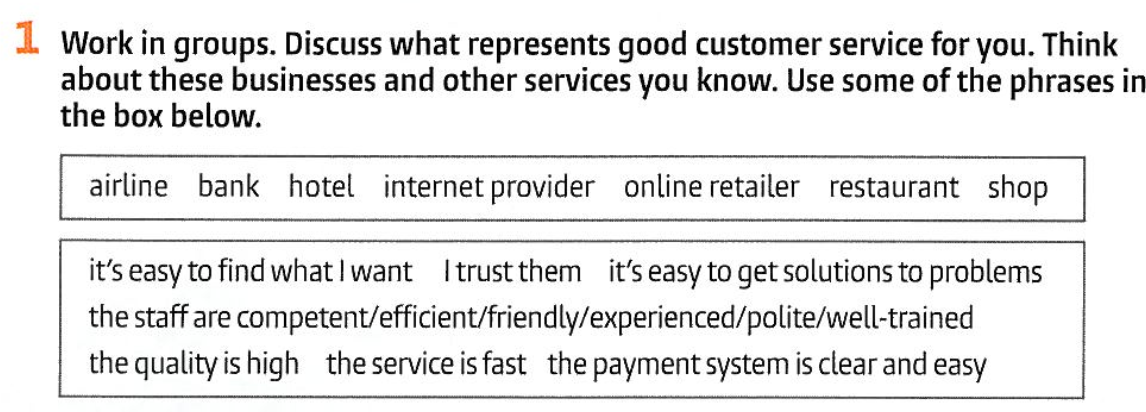 1 Work in groups. Discuss what represents good customer service for you. Think
about these businesses and other services you know. Use some of the phrases in
the box below.
airline bank hotel internet provider online retailer restaurant shop
it's easy to find what I want I trust them it's easy to get solutions to problems
the staff are competent/efficient/friendly/experienced/polite/well-trained
the quality is high the service is fast the payment system is clear and easy